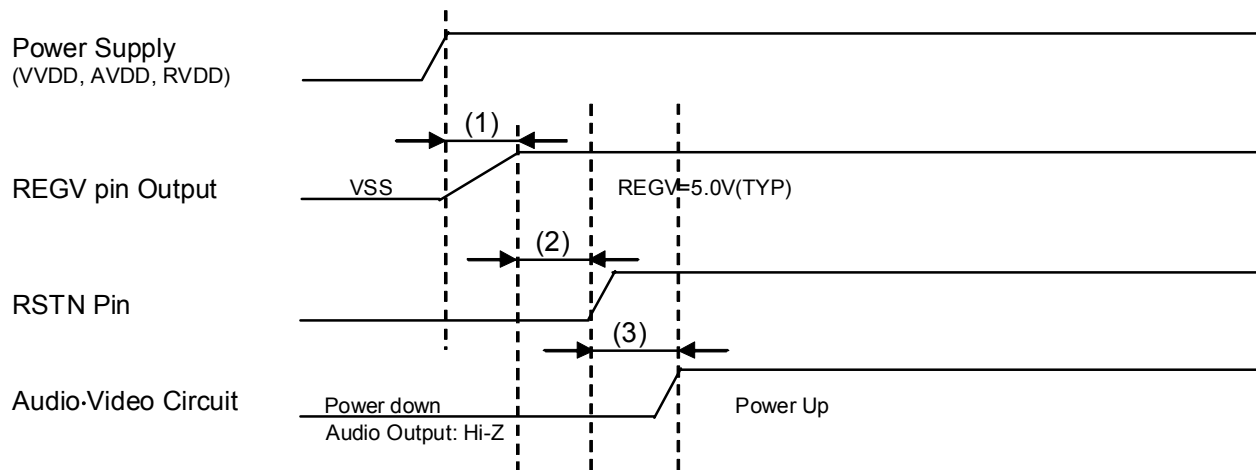 Power Supply
(VVDD, AVDD, RVDD)
(1)
REGV pin Output
VSS
REGV=5.0V(TYP)
(2)
RSTN Pin
(3)
Audio·Video Circuit
Power down
Power Up
Audio Output: Hi-Z